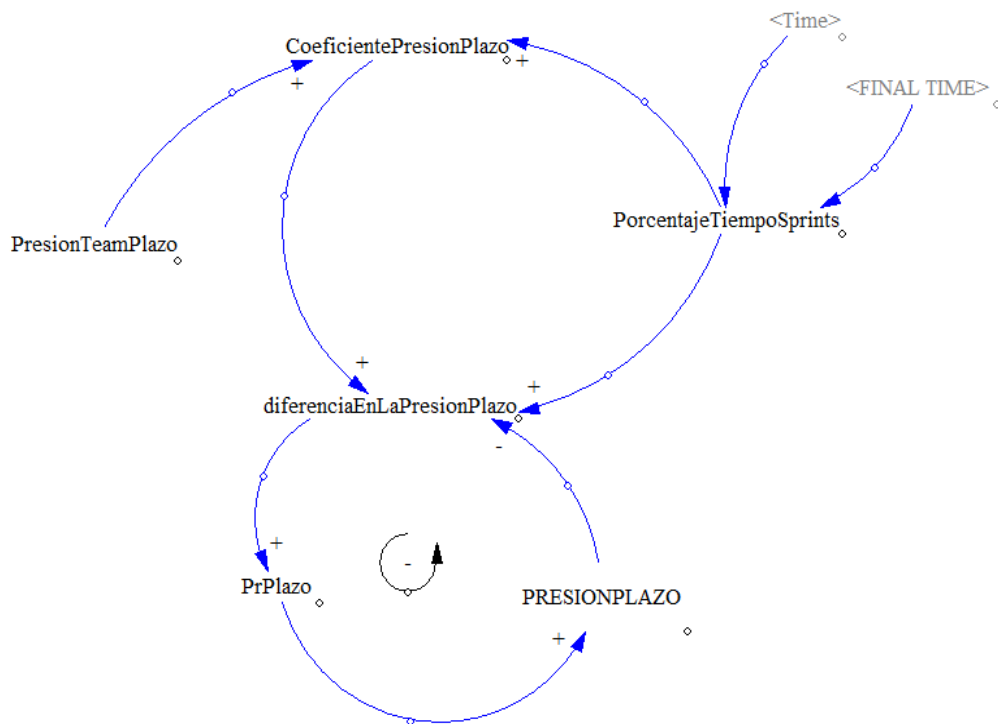 <Time>
CoeficientePresionPlazo
+
+
<FINAL TIME>
PorcentajeTiempoSprints
PresionTeamPlazo
+
+
diferenciaEnLaPresionPlazo
-
+
-
PrPlazo
PRESIONPLAZO
+